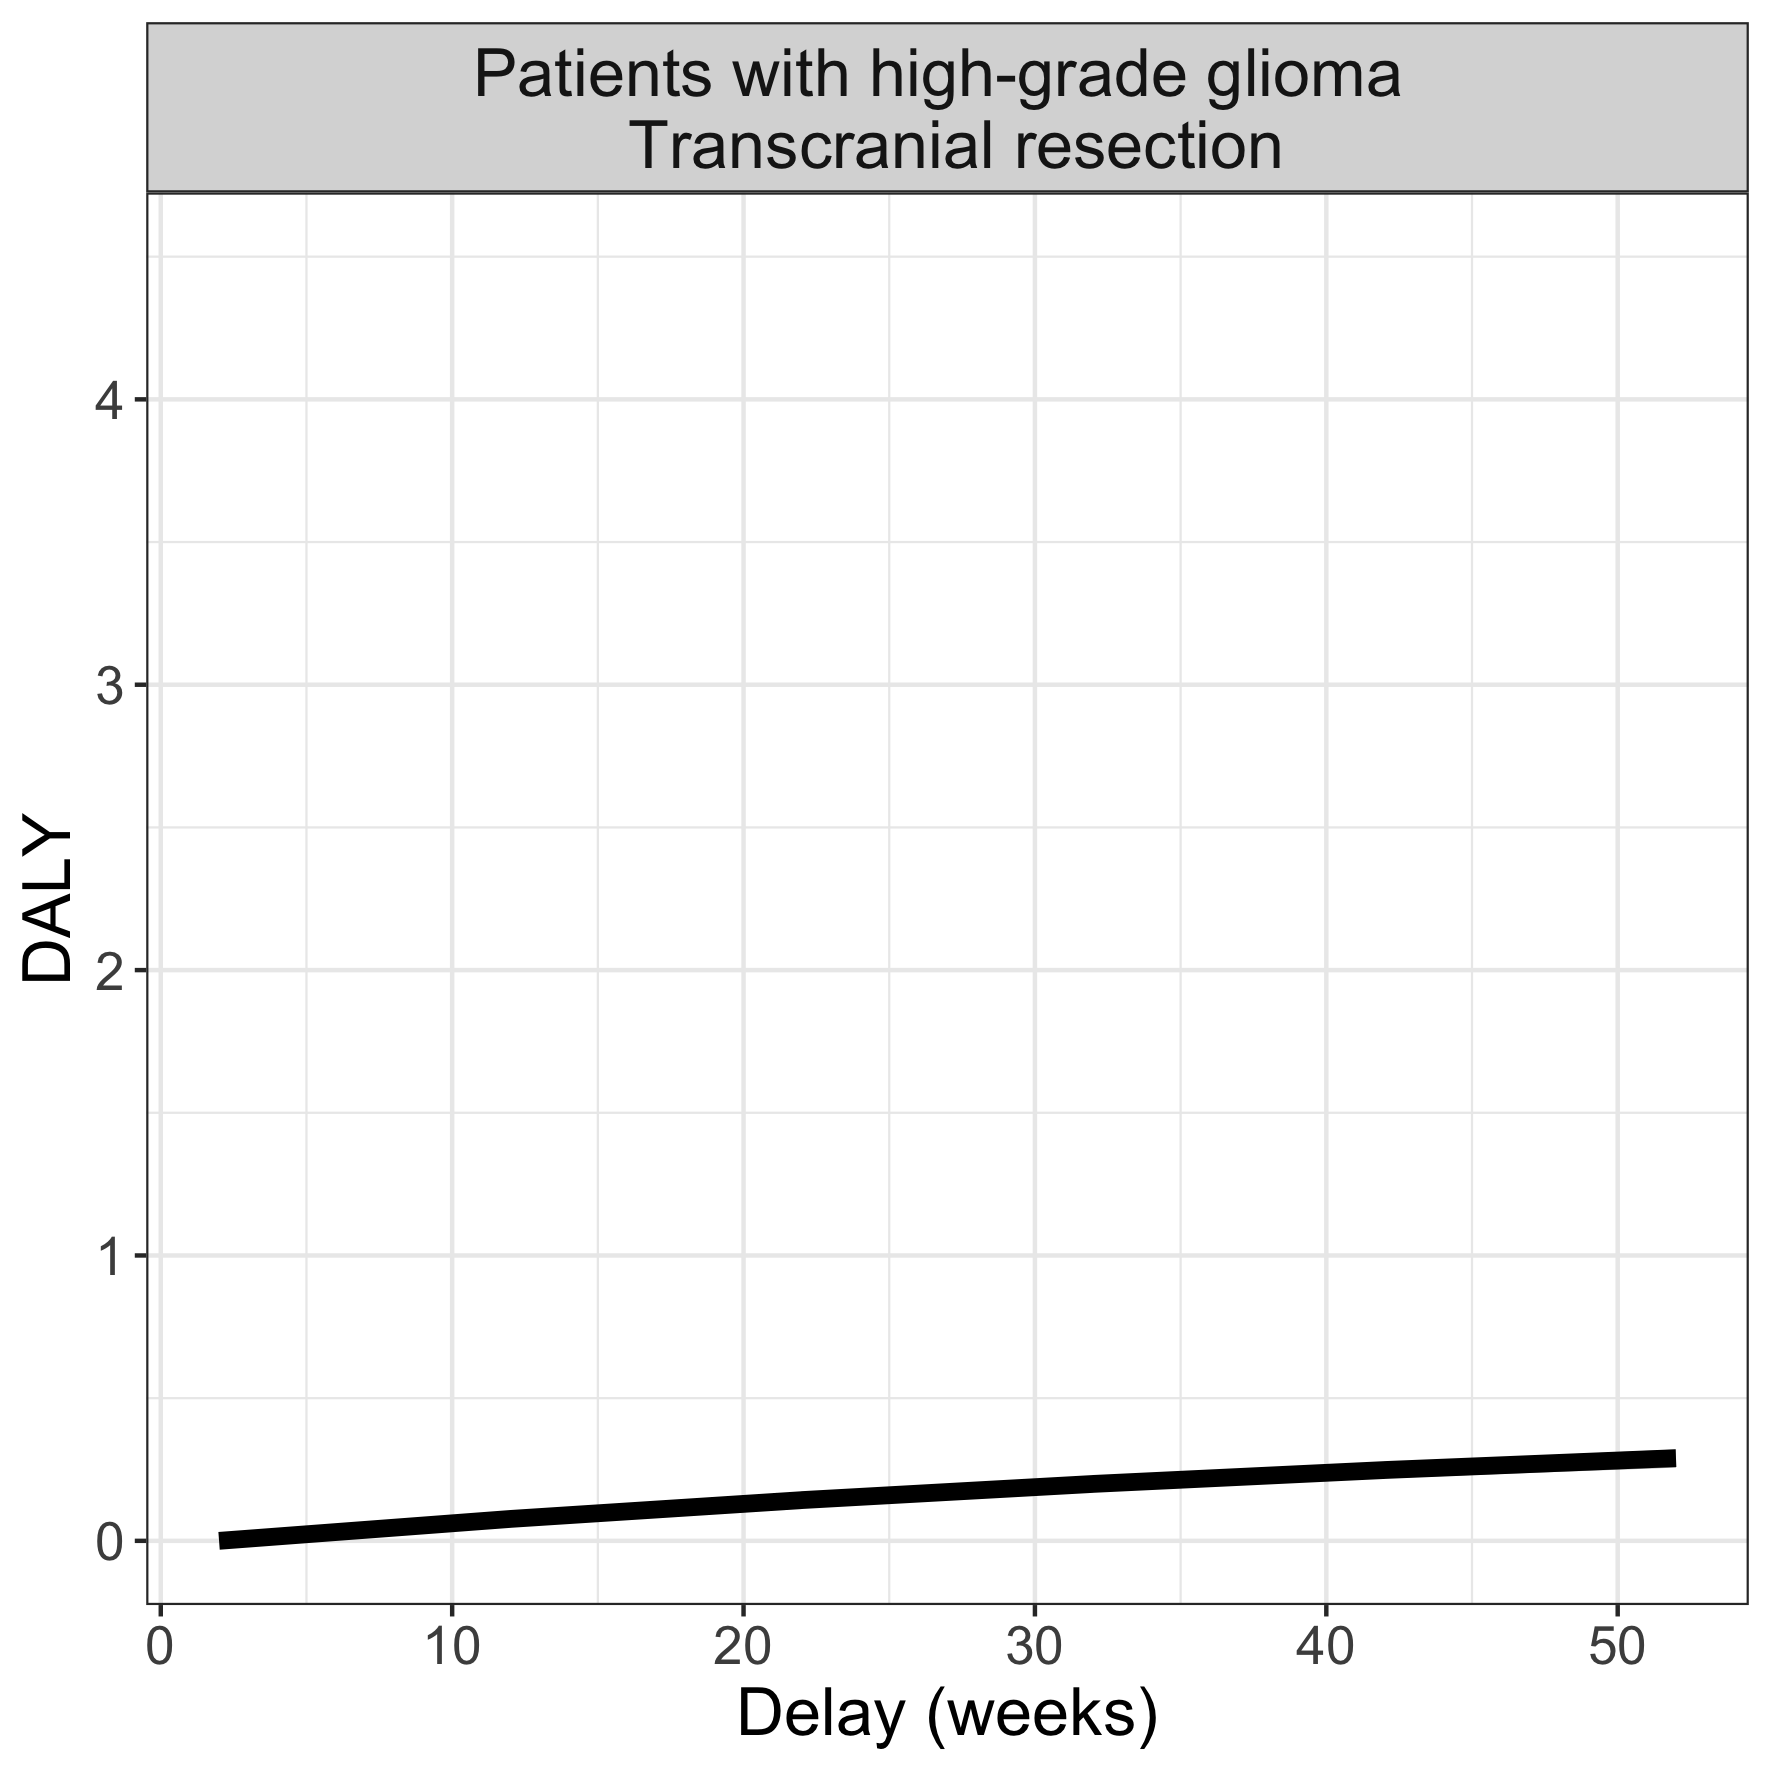 Patients with high-grade glioma
Transcranial resection
DALY
4
3
2
1
0
0 10 20 30 40 50
Delay (weeks)